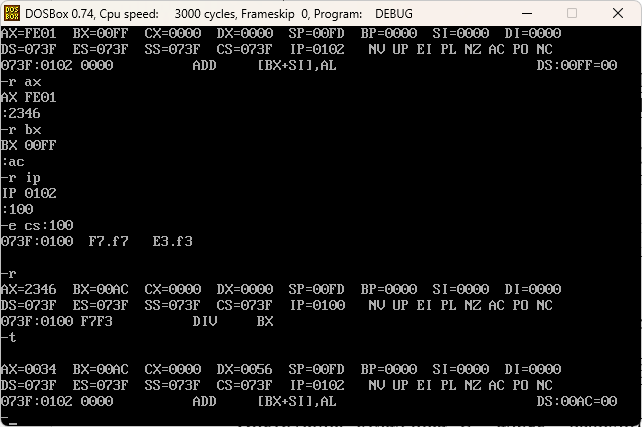 DOSBox 0.74, Cpu speed: 3000 cycles, Frameskip 0, Program: DEBUG
AX=FE01 BX=00FF CX=0000 DX=0000 SP=00FD BP=0000 SI=0000 DI=0000
DS=073F ES=073F SS=073F CS=073F IP=0102 NV UP EI PL NZ AC PO NC
073F:0102 0000 ADD [BX+SI],AL DS:00FF=00
-r ax
AX FE01
:2346
-r bx
BX 00FF
:ac
-r ip
IP 0102
:100
-e cs:100
073F:0100 F7.f7 E3.f3
-r
AX=2346 BX=00AC CX=0000 DX=0000 SP=00FD BP=0000 SI=0000 DI=0000
DS=073F ES=073F SS=073F CS=073F IP=0100 NV UP EI PL NZ AC PO NC
073F:0100 F7F3 DIV BX
-t
AX=0034 BX=00AC CX=0000 DX=0056 SP=00FD BP=0000 SI=0000 DI=0000
DS=073F ES=073F SS=073F CS=073F IP=0102 NV UP EI PL NZ AC PO NC
073F:0102 0000 ADD [BX+SI],AL DS:00AC=00
-